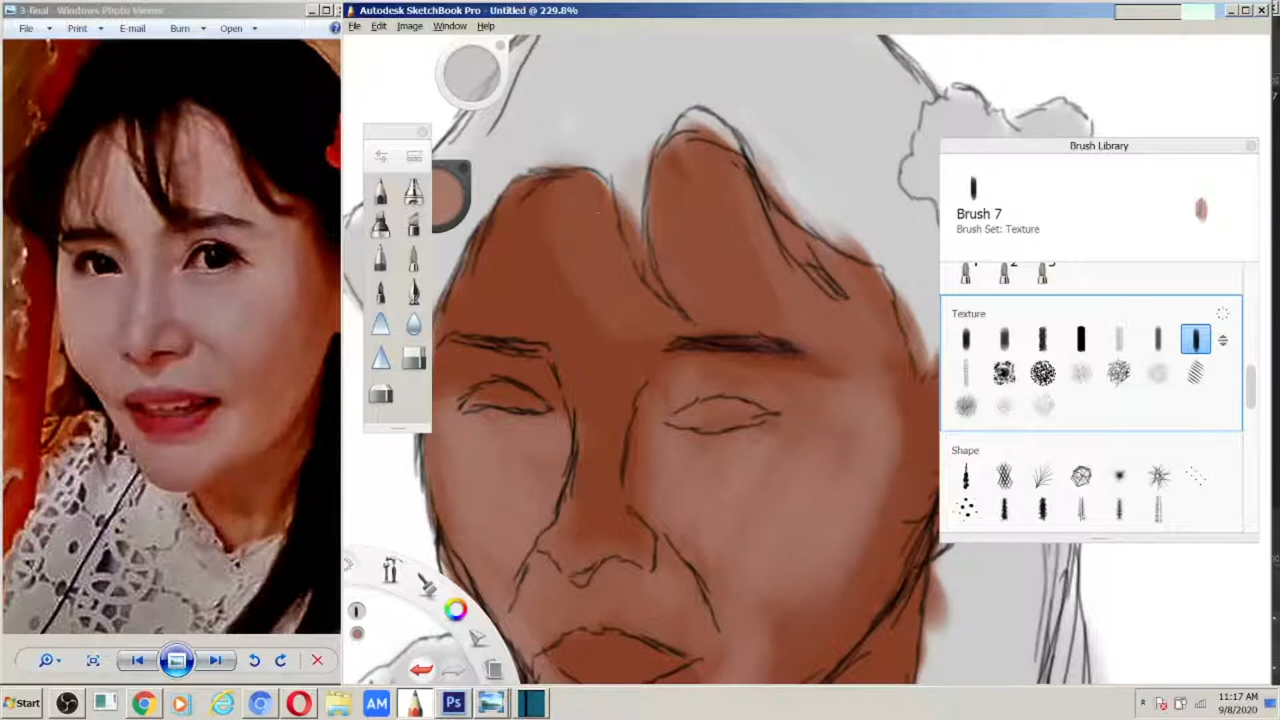 3-final - Windows Photo Viewer
File Print E-mail Burn Open
Autodesk SketchBook Pro - Untitled @ 229.8%
File Edit Image Window Help
Brush Library
Brush 7
Brush Set: Texture
Texture
Shape
Start
AM
Ps
11:17 AM
9/8/2020